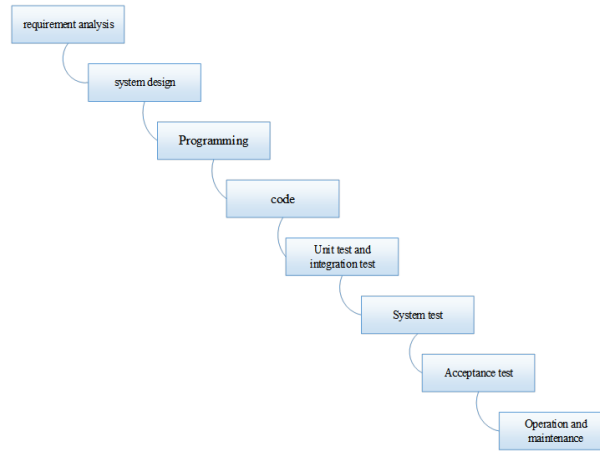 requirement analysis
system design
Programming
code
Unit test and
integration test
System test
Acceptance test
Operation and
maintenance